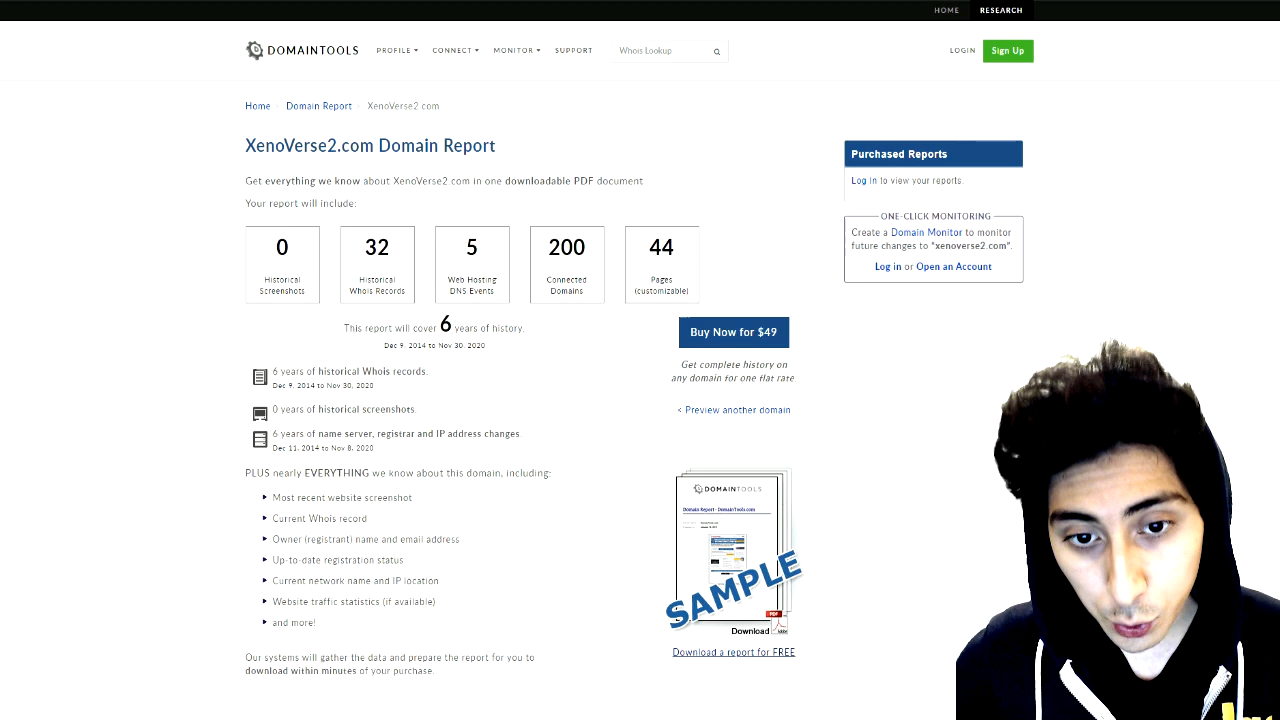 HOME RESEARCH
DOMAINTOOLS PROFILE CONNECT MONITOR SUPPORT Whois Lookup LOGIN Sign Up
Home Domain Report XenoVerse2 com
XenoVerse2.com Domain Report
Get everything we know about XenoVerse2 com in one downloadable PDF document
Your report will include:
0
Historical
Screenshots
32
Historical
Whois Records
5
Web Hosting
DNS Events
200
Connected
Domains
44
Pages
(customizable)
This report will cover 6 years of history.
Dec 9, 2014 to Nov 30, 2020
6 years of historical Whois records.
Dec 9, 2014 to Nov 30, 2020
0 years of historical screenshots.
6 years of name server, registrar and IP address changes
Dec 11, 2014 to Nov 8, 2020
PLUS nearly EVERYTHING we know about this domain, including:
Most recent website screenshot
Current Whois record
Owner (registrant) name and email address
Up-to-date registration status
Current network name and IP location
Website traffic statistics (if available)
and more!
Our systems will gather the data and prepare the report for you to
download within minutes of your purchase.
Buy Now for $49
Get complete history on
any domain for one flat rate
< Preview another domain
DOMAINTOOLS
Domain Report - DomainTools.com
SAMPLE
PDF
Download
Download a report for FREE
Purchased Reports
Log in to view your reports.
ONE-CLICK MONITORING
Create a Domain Monitor to monitor
future changes to "xenoverse2.com".
Log in or Open an Account